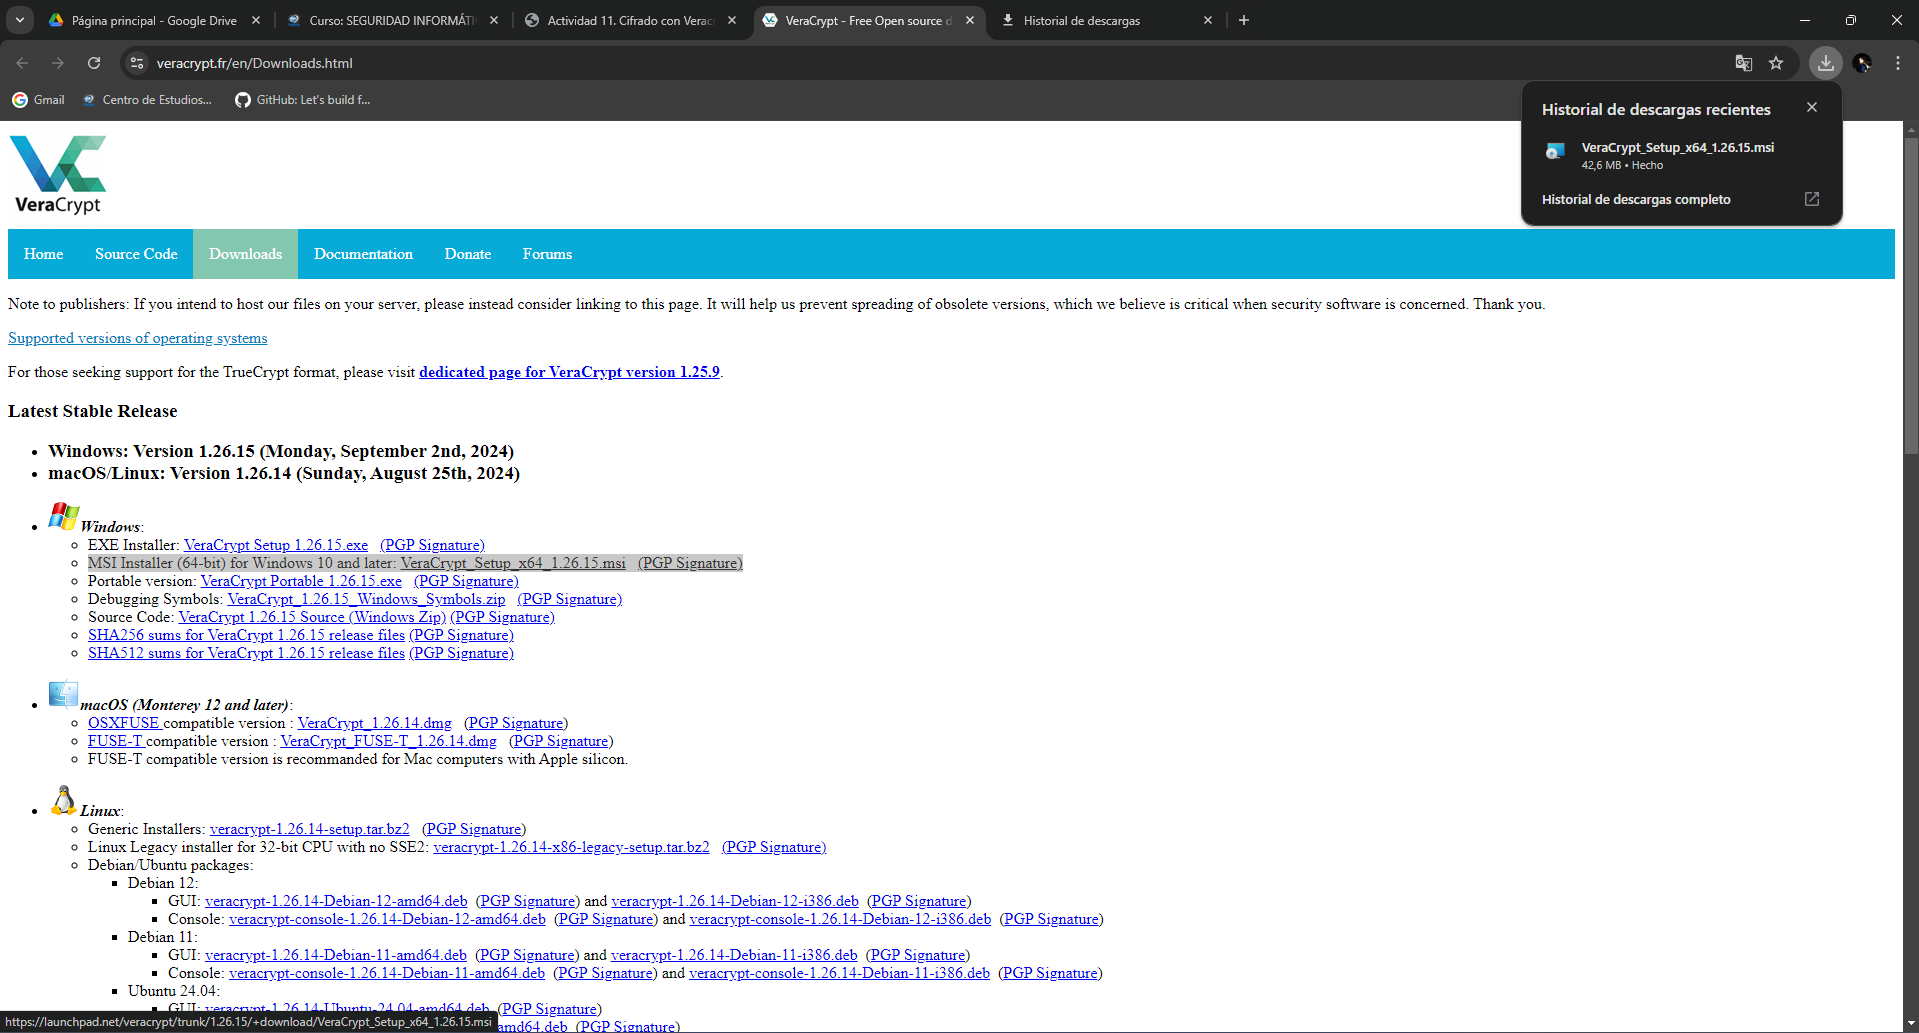 Página principal - Google Drive
Curso: SEGURIDAD INFORMÁTI
Actividad 11. Cifrado con Verac
VeraCrypt - Free Open source d
Historial de descargas
veracrypt.fr/en/Downloads.html
Gmail
Centro de Estudios...
GitHub: Let's build f...
Historial de descargas recientes
VeraCrypt_Setup_x64_1.26.15.msi
42,6 MB • Hecho
Historial de descargas completo
VeraCrypt
Home Source Code Downloads Documentation Donate Forums
Note to publishers: If you intend to host our files on your server, please instead consider linking to this page. It will help us prevent spreading of obsolete versions, which we believe is critical when security software is concerned. Thank you.
Supported versions of operating systems
For those seeking support for the TrueCrypt format, please visit dedicated page for VeraCrypt version 1.25.9.
Latest Stable Release
Windows: Version 1.26.15 (Monday, September 2nd, 2024)
macOS/Linux: Version 1.26.14 (Sunday, August 25th, 2024)
Windows:
EXE Installer: VeraCrypt Setup 1.26.15.exe (PGP Signature)
MSI Installer (64-bit) for Windows 10 and later: VeraCrypt_Setup_x64_1.26.15.msi (PGP Signature)
Portable version: VeraCrypt Portable 1.26.15.exe (PGP Signature)
Debugging Symbols: VeraCrypt_1.26.15_Windows_Symbols.zip (PGP Signature)
Source Code: VeraCrypt 1.26.15 Source (Windows Zip) (PGP Signature)
SHA256 sums for VeraCrypt 1.26.15 release files (PGP Signature)
SHA512 sums for VeraCrypt 1.26.15 release files (PGP Signature)
macOS (Monterey 12 and later):
OSXFUSE compatible version : VeraCrypt_1.26.14.dmg (PGP Signature)
FUSE-T compatible version : VeraCrypt_FUSE-T_1.26.14.dmg (PGP Signature)
FUSE-T compatible version is recommanded for Mac computers with Apple silicon.
Linux:
Generic Installers: veracrypt-1.26.14-setup.tar.bz2 (PGP Signature)
Linux Legacy installer for 32-bit CPU with no SSE2: veracrypt-1.26.14-x86-legacy-setup.tar.bz2 (PGP Signature)
Debian/Ubuntu packages:
Debian 12:
GUI: veracrypt-1.26.14-Debian-12-amd64.deb (PGP Signature) and veracrypt-1.26.14-Debian-12-i386.deb (PGP Signature)
Console: veracrypt-console-1.26.14-Debian-12-amd64.deb (PGP Signature) and veracrypt-console-1.26.14-Debian-12-i386.deb (PGP Signature)
Debian 11:
GUI: veracrypt-1.26.14-Debian-11-amd64.deb (PGP Signature) and veracrypt-1.26.14-Debian-11-i386.deb (PGP Signature)
Console: veracrypt-console-1.26.14-Debian-11-amd64.deb (PGP Signature) and veracrypt-console-1.26.14-Debian-11-i386.deb (PGP Signature)
Ubuntu 24.04:
GUI: veracrypt-1.26.14-Ubuntu-24.04-amd64.deb (PGP Signature)
amd64.deb (PGP Signature)
https://launchpad.net/veracrypt/trunk/1.26.15/+download/VeraCrypt_Setup_x64_1.26.15.msi